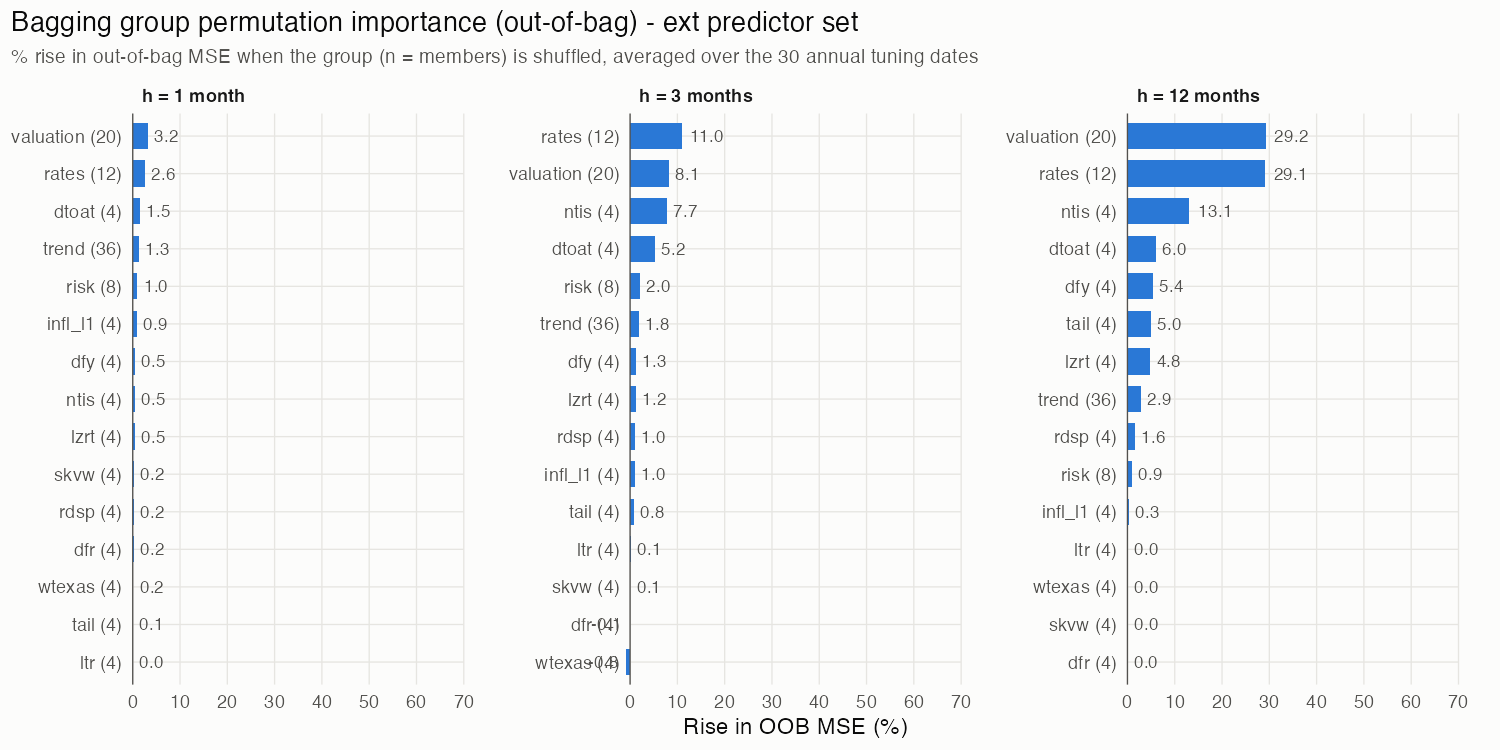 Bagging group permutation importance (out-of-bag) - ext predictor set
% rise in out-of-bag MSE when the group (n = members) is shuffled, averaged over the 30 annual tuning dates
h = 1 month
valuation (20) 3.2
rates (12) 2.6
dtoat (4) 1.5
trend (36) 1.3
risk (8) 1.0
infl_l1 (4) 0.9
dfy (4) 0.5
ntis (4) 0.5
lzrt (4) 0.5
skvw (4) 0.2
rdsp (4) 0.2
dfr (4) 0.2
wtexas (4) 0.2
tail (4) 0.1
ltr (4) 0.0
0 10 20 30 40 50 60 70
h = 3 months
rates (12) 11.0
valuation (20) 8.1
ntis (4) 7.7
dtoat (4) 5.2
risk (8) 2.0
trend (36) 1.8
dfy (4) 1.3
lzrt (4) 1.2
rdsp (4) 1.0
infl_l1 (4) 1.0
tail (4) 0.8
ltr (4) 0.1
skvw (4) 0.1
dfr (4) -0.1
wtexas (4)
0 10 20 30 40 50 60 70
h = 12 months
valuation (20) 29.2
rates (12) 29.1
ntis (4) 13.1
dtoat (4) 6.0
dfy (4) 5.4
tail (4) 5.0
lzrt (4) 4.8
trend (36) 2.9
rdsp (4) 1.6
risk (8) 0.9
infl_l1 (4) 0.3
ltr (4) 0.0
wtexas (4) 0.0
skvw (4) 0.0
dfr (4) 0.0
0 10 20 30 40 50 60 70
Rise in OOB MSE (%)